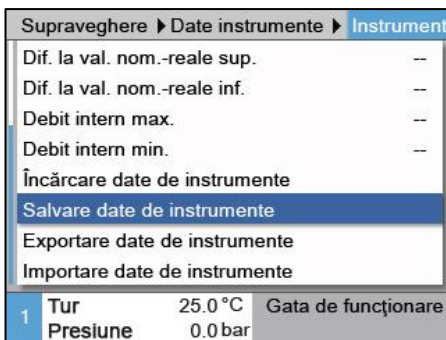 Supraveghere ▶ Date instrumente ▶ Instrument
Dif. la val. nom.-reale sup. --
Dif. la val. nom.-reale inf. --
Debit intern max. --
Debit intern min. --
Încărcare date de instrumente
Salvare date de instrumente
Exportare date de instrumente
Importare date de instrumente
1 Tur 25.0 °C Gata de funcţionare
Presiune 0.0 bar